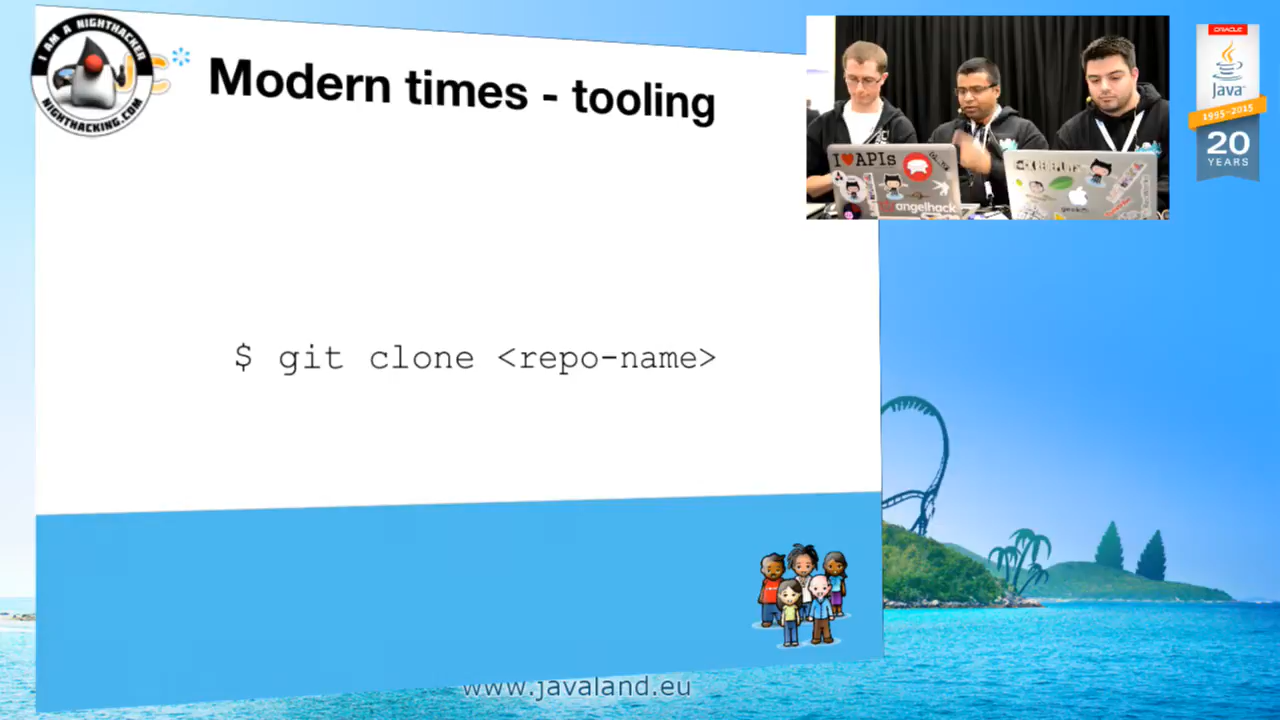 I AM A NIGHTHACKER
NIGHTHACKING.COM
Modern times - tooling
$ git clone <repo-name>
www.javaland.eu
I♥APIs
angelhack
ORACLE
Java
1995-2015
20
YEARS